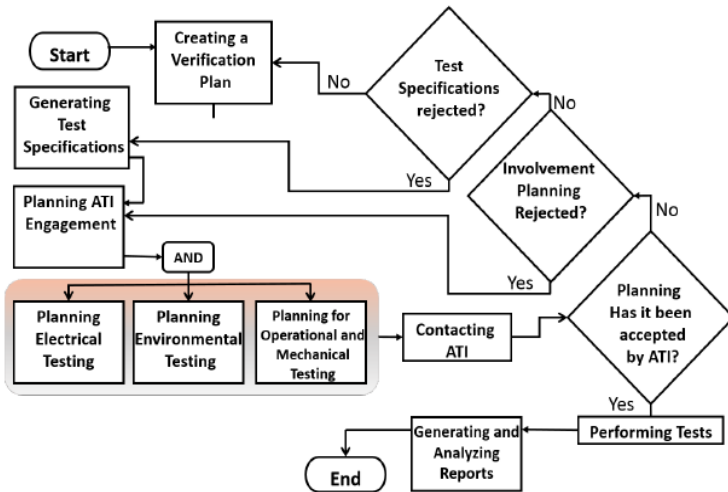 Start
Creating a
Verification
Plan
No
Test
Specifications
rejected?
Generating
Test
Specifications
No
Yes
Involvement
Planning
Rejected?
Planning ATI
Engagement
No
AND
Yes
Planning
Electrical
Testing
Planning
Environmental
Testing
Planning for
Operational and
Mechanical
Testing
Contacting
ATI
Planning
Has it been
accepted
by ATI?
Yes
Performing Tests
Generating and
Analyzing
Reports
End